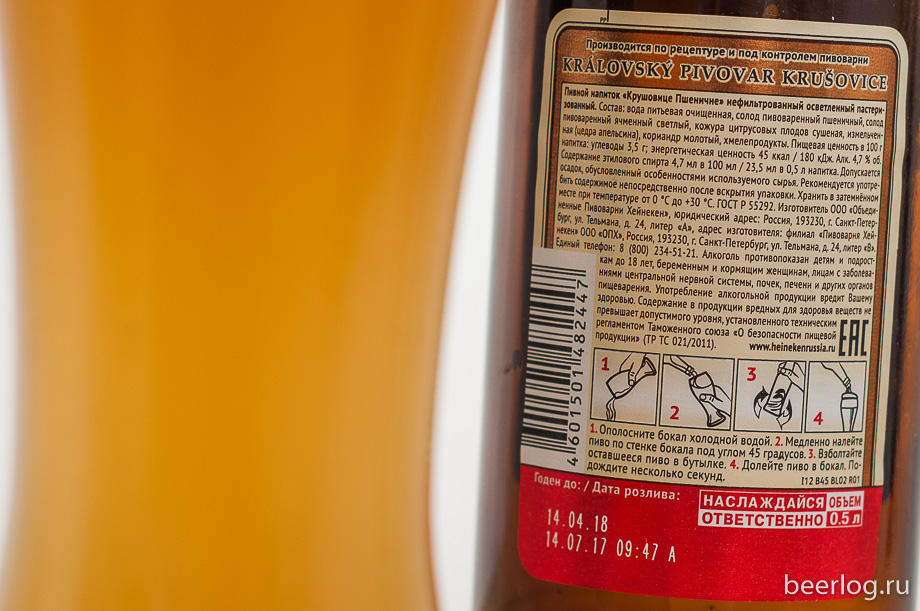 Производится по рецептуре и под контролем пивоварни
KRÁLOVSKÝ PIVOVAR KRUŠOVICE
Пивной напиток «Крушовице Пшеничне» нефильтрованный осветленный пастери-
зованный. Состав: вода питьевая очищенная, солод пивоваренный пшеничный, солод
пивоваренный ячменный светлый, кожура цитрусовых плодов сушеная, измельчен-
ная (цедра апельсина), кориандр молотый, хмелепродукты. Пищевая ценность в 100 г
напитка: углеводы 3,5 г; энергетическая ценность 45 ккал / 180 кДж. Алк. 4,7 % об.
Содержание этилового спирта 4,7 мл в 100 мл / 23,5 мл в 0,5 л напитка. Допускается
осадок, обусловленный особенностями используемого сырья. Рекомендуется употре-
бить содержимое непосредственно после вскрытия упаковки. Хранить в затемнённом
месте при температуре от 0 °С до +30 °С. ГОСТ Р 55292. Изготовитель ООО «Объеди-
ненные Пивоварни Хейнекен», юридический адрес: Россия, 193230, г. Санкт-Петер-
бург, ул. Тельмана, д. 24, литер «А», адрес изготовителя: филиал «Пивоварня Хей-
некен» ООО «ОПХ», Россия, 193230, г. Санкт-Петербург, ул. Тельмана, д. 24, литер «В».
Единый телефон: 8 (800) 234-51-21. Алкоголь противопоказан детям и подрост-
кам до 18 лет, беременным и кормящим женщинам, лицам с заболева-
ниями центральной нервной системы, почек, печени и других органов
пищеварения. Употребление алкогольной продукции вредит Вашему
здоровью. Содержание в продукции вредных для здоровья веществ не
превышает допустимого уровня, установленного техническим
регламентом Таможенного союза «О безопасности пищевой
продукции» (ТР ТС 021/2011).
www.heinekenrussia.ru
EAC
4601501482447
1
2
3
4
1. Ополосните бокал холодной водой. 2. Медленно налейте
пиво по стенке бокала под углом 45 градусов. 3. Взболтайте
оставшееся пиво в бутылке. 4. Долейте пиво в бокал. По-
дождите несколько секунд.
I12 B45 BL02 R01
Годен до: / Дата розлива:
НАСЛАЖДАЙСЯ ОБЪЕМ
ОТВЕТСТВЕННО 0.5 л
14.04.18
14.07.17 09:47 A
beerlog.ru